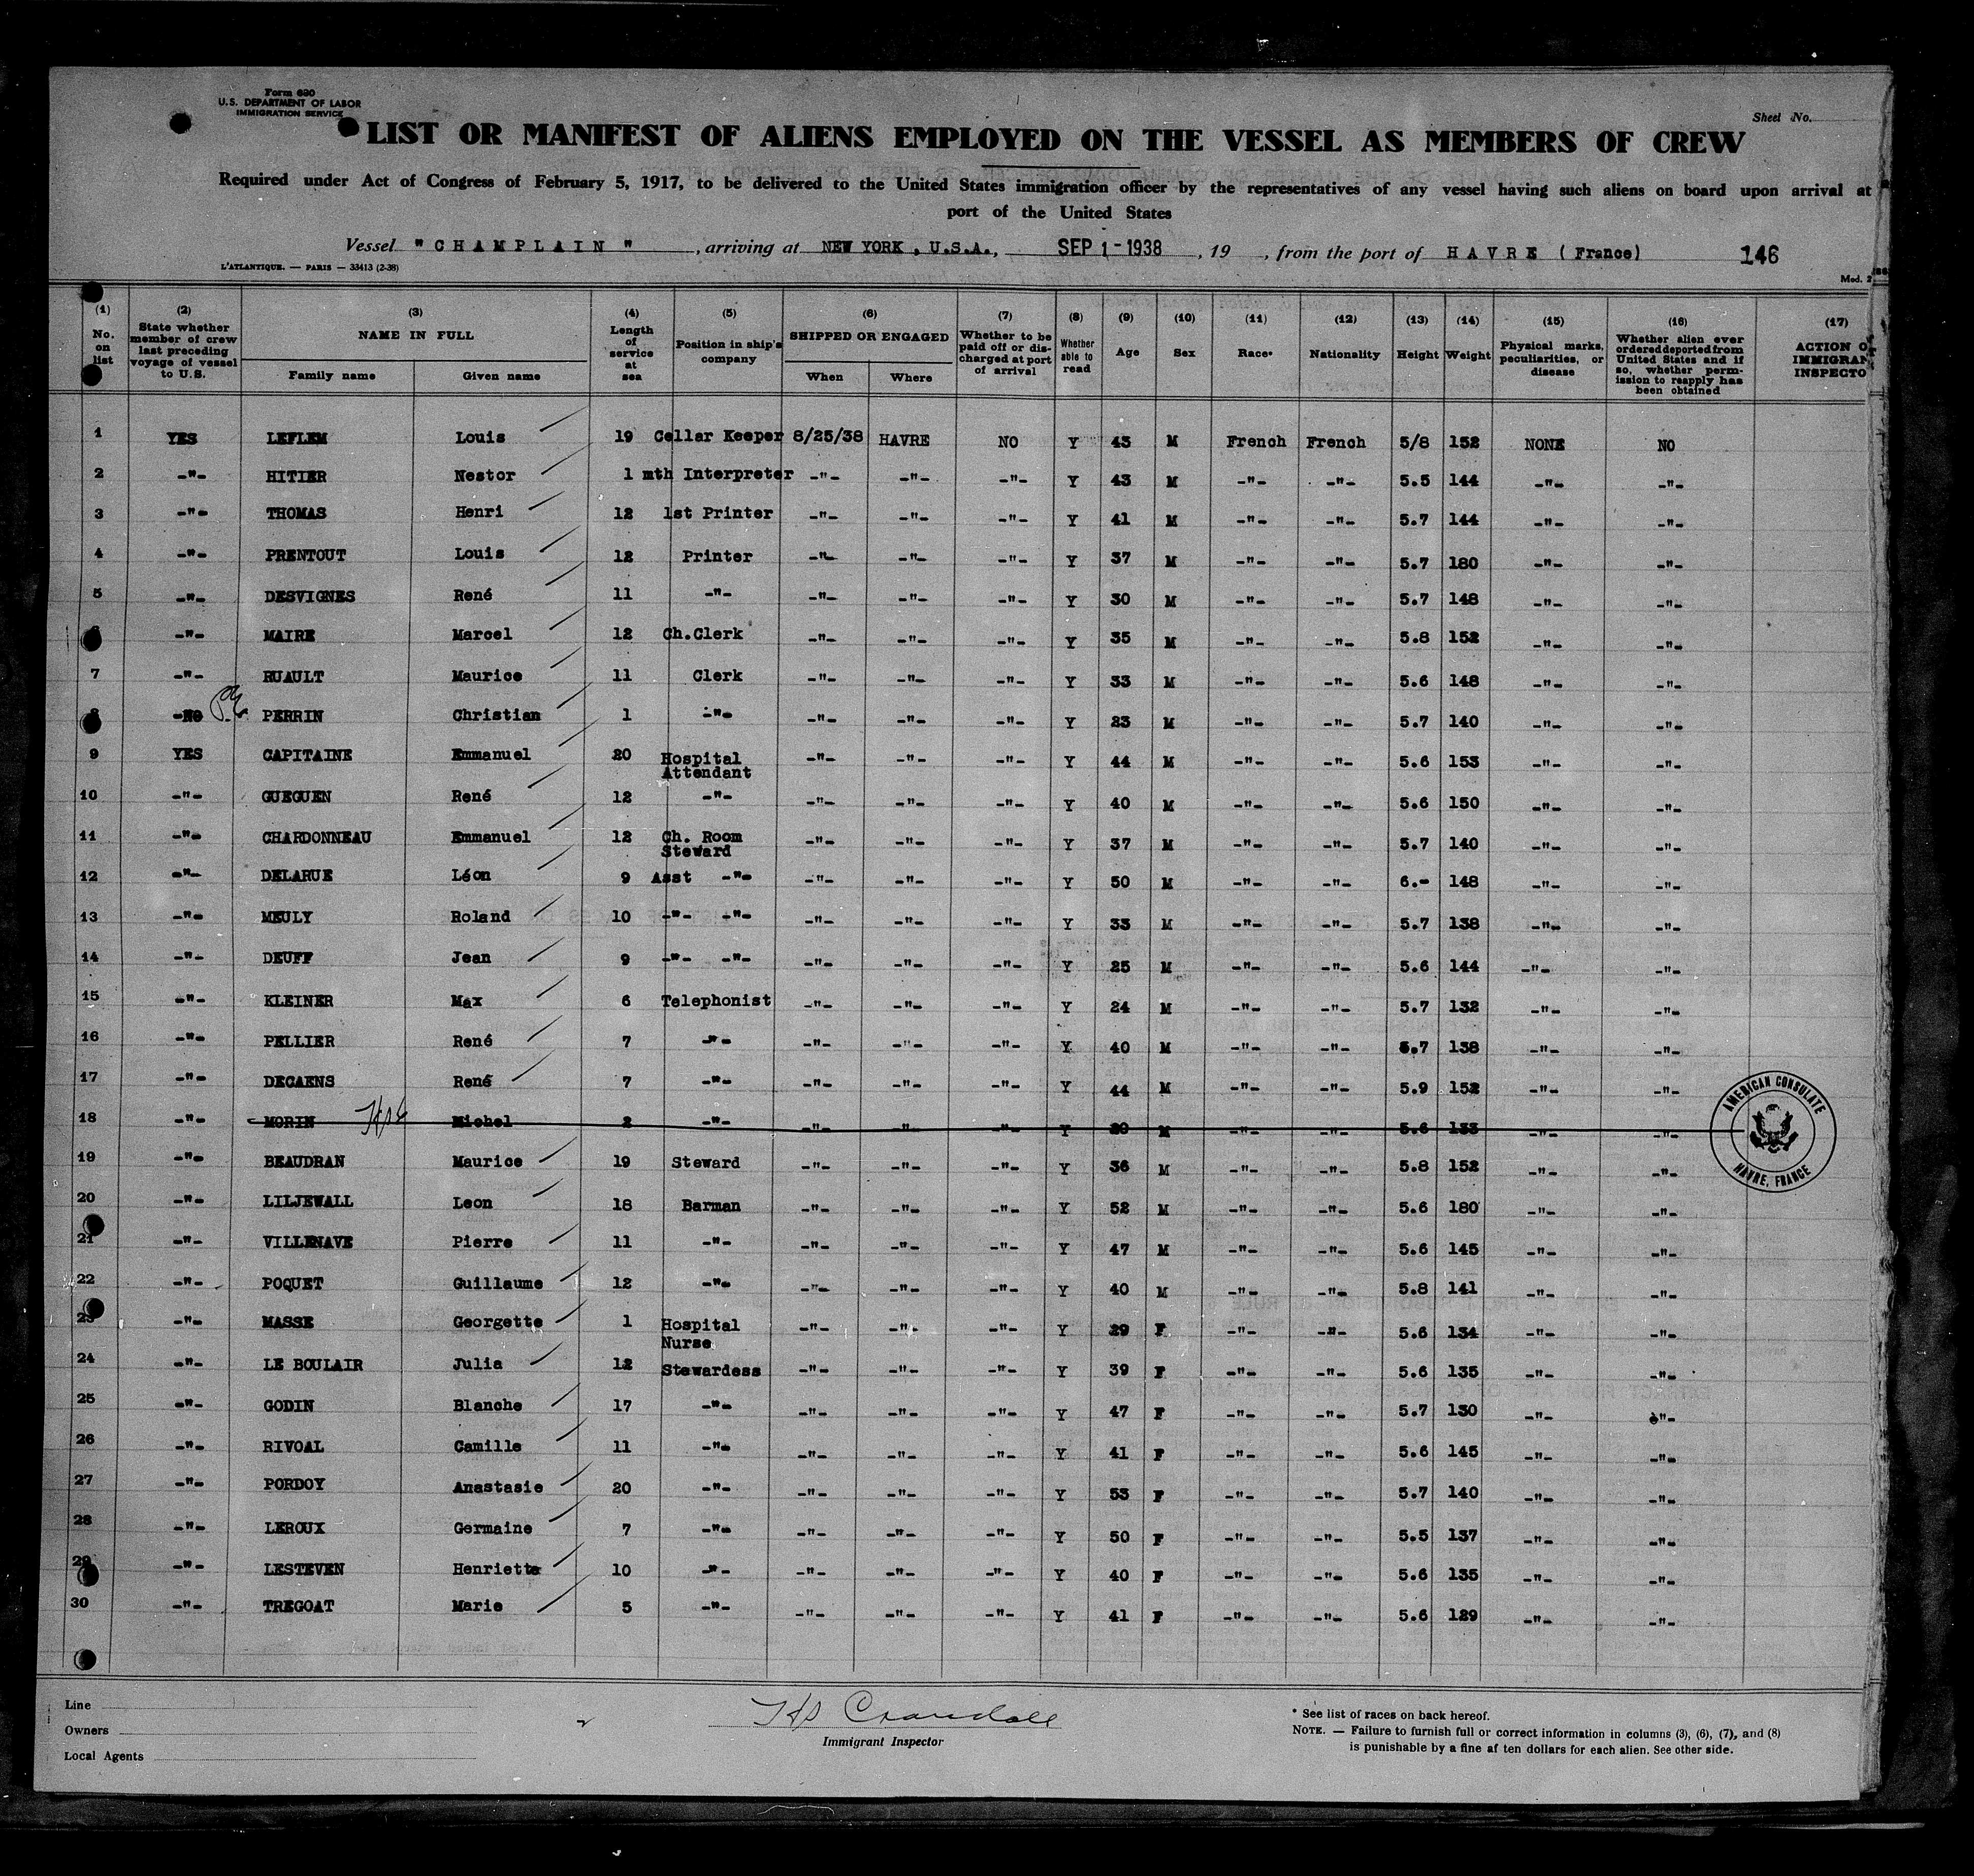 Form 680
U.S. DEPARTMENT OF LABOR
IMMIGRATION SERVICE
Sheet No.
LIST OR MANIFEST OF ALIENS EMPLOYED ON THE VESSEL AS MEMBERS OF CREW
Required under Act of Congress of February 5, 1917, to be delivered to the United States immigration officer by the representatives of any vessel having such aliens on board upon arrival at
port of the United States
Vessel "CHAMPLAIN", arriving at NEW YORK, U.S.A., SEP 1-1938, 19 , from the port of HAVRE (France) 146
L'ATLANTIQUE. — PARIS — 33413 (2-38)
Mod. 2
(1) No. on list (2) State whether member of crew last preceding voyage of vessel to U.S. (3) NAME IN FULL Family name Given name (4) Length of service at sea (5) Position in ship's company (6) SHIPPED OR ENGAGED When Where (7) Whether to be paid off or discharged at port of arrival (8) Whether able to read (9) Age (10) Sex (11) Race* (12) Nationality (13) Height (14) Weight (15) Physical marks, peculiarities, or disease (16) Whether alien ever ordered deported from United States and if so, whether permission to reapply has been obtained (17) ACTION OF IMMIGRANT INSPECTO
1 YES LEFLEM Louis 19 Cellar Keeper 8/25/38 HAVRE NO Y 43 M French French 5/8 152 NONE NO
2 -"- HITIER Nestor 1 mth Interpreter -"- -"- -"- Y 43 M -"- -"- 5.5 144 -"- -"-
3 -"- THOMAS Henri 12 1st Printer -"- -"- -"- Y 41 M -"- -"- 5.7 144 -"- -"-
4 -"- PRENTOUT Louis 12 Printer -"- -"- -"- Y 37 M -"- -"- 5.7 180 -"- -"-
5 -"- DESVIGNES René 11 -"- -"- -"- -"- Y 30 M -"- -"- 5.7 148 -"- -"-
6 -"- MAIRE Marcel 12 Ch.Clerk -"- -"- -"- Y 35 M -"- -"- 5.8 152 -"- -"-
7 -"- RUAULT Maurice 11 Clerk -"- -"- -"- Y 33 M -"- -"- 5.6 148 -"- -"-
8 -NO PERRIN Christian 1 -"- -"- -"- -"- Y 23 M -"- -"- 5.7 140 -"- -"-
9 YES CAPITAINE Emmanuel 20 Hospital Attendant -"- -"- -"- Y 44 M -"- -"- 5.6 153 -"- -"-
10 -"- GUEGUEN René 12 -"- -"- -"- -"- Y 40 M -"- -"- 5.6 150 -"- -"-
11 -"- CHARDONNEAU Emmanuel 12 Ch. Room Steward -"- -"- -"- Y 37 M -"- -"- 5.7 140 -"- -"-
12 -"- DELARUE Léon 9 Asst -"- -"- -"- -"- Y 50 M -"- -"- 6.- 148 -"- -"-
13 -"- MEULY Roland 10 -"- -"- -"- -"- -"- Y 33 M -"- -"- 5.7 138 -"- -"-
14 -"- DEUFF Jean 9 -"- -"- -"- -"- -"- Y 25 M -"- -"- 5.6 144 -"- -"-
15 -"- KLEINER Max 6 Telephonist -"- -"- -"- Y 24 M -"- -"- 5.7 132 -"- -"-
16 -"- PELLIER René 7 -"- -"- -"- -"- Y 40 M -"- -"- 5.7 138 -"- -"-
17 -"- DECAENS René 7 -"- -"- -"- -"- Y 44 M -"- -"- 5.9 152 -"- -"-
18 -"- MORIN Michel 2 -"- -"- -"- -"- Y 20 M 5.6 133 -"- -"-
19 -"- BEAUDRAN Maurice 19 Steward -"- -"- -"- Y 36 M -"- -"- 5.8 152 -"- -"-
20 -"- LILJEWALL Leon 18 Barman -"- -"- -"- Y 52 M -"- -"- 5.6 180 -"- -"-
21 -"- VILLENAVE Pierre 11 -"- -"- -"- -"- Y 47 M -"- -"- 5.6 145 -"- -"-
22 -"- POQUET Guillaume 12 -"- -"- -"- -"- Y 40 M -"- -"- 5.8 141 -"- -"-
23 -"- MASSE Georgette 1 Hospital Nurse -"- -"- -"- Y 29 F -"- -"- 5.6 134 -"- -"-
24 -"- LE BOULAIR Julia 12 Stewardess -"- -"- -"- Y 39 F -"- -"- 5.6 135 -"- -"-
25 -"- GODIN Blanche 17 -"- -"- -"- -"- Y 47 F -"- -"- 5.7 130 -"- -"-
26 -"- RIVOAL Camille 11 -"- -"- -"- -"- Y 41 F -"- -"- 5.6 145 -"- -"-
27 -"- PORDOY Anastasie 20 -"- -"- -"- -"- Y 53 F -"- -"- 5.7 140 -"- -"-
28 -"- LEROUX Germaine 7 -"- -"- -"- -"- Y 50 F -"- -"- 5.5 137 -"- -"-
29 -"- LESTEVEN Henriette 10 -"- -"- -"- -"- Y 40 F -"- -"- 5.6 135 -"- -"-
30 -"- TREGOAT Marie 5 -"- -"- -"- -"- Y 41 F -"- -"- 5.6 129 -"- -"-
AMERICAN CONSULATE
HAVRE, FRANCE
Line
Owners
Local Agents
Crandall
Immigrant Inspector
* See list of races on back hereof.
NOTE. — Failure to furnish full or correct information in columns (3), (6), (7), and (8)
is punishable by a fine af ten dollars for each alien. See other side.